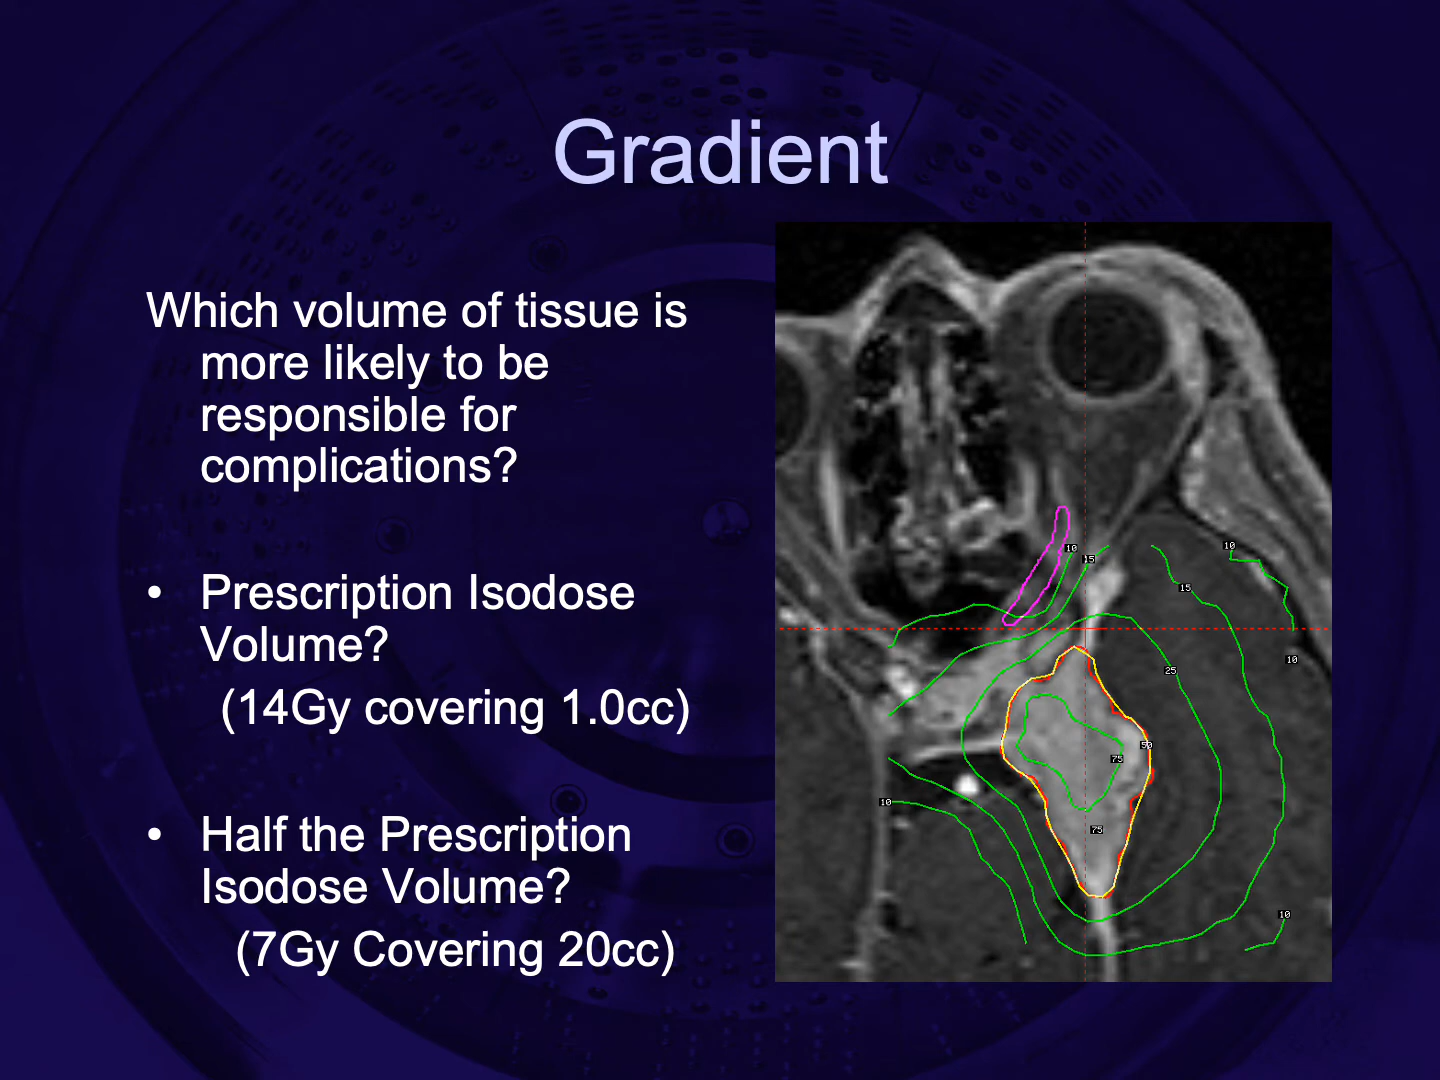 Gradient
Which volume of tissue is
more likely to be
responsible for
complications?
• Prescription Isodose
Volume?
(14Gy covering 1.0cc)
• Half the Prescription
Isodose Volume?
(7Gy Covering 20cc)
10
15
10
15
10
25
50
75
10
75
10